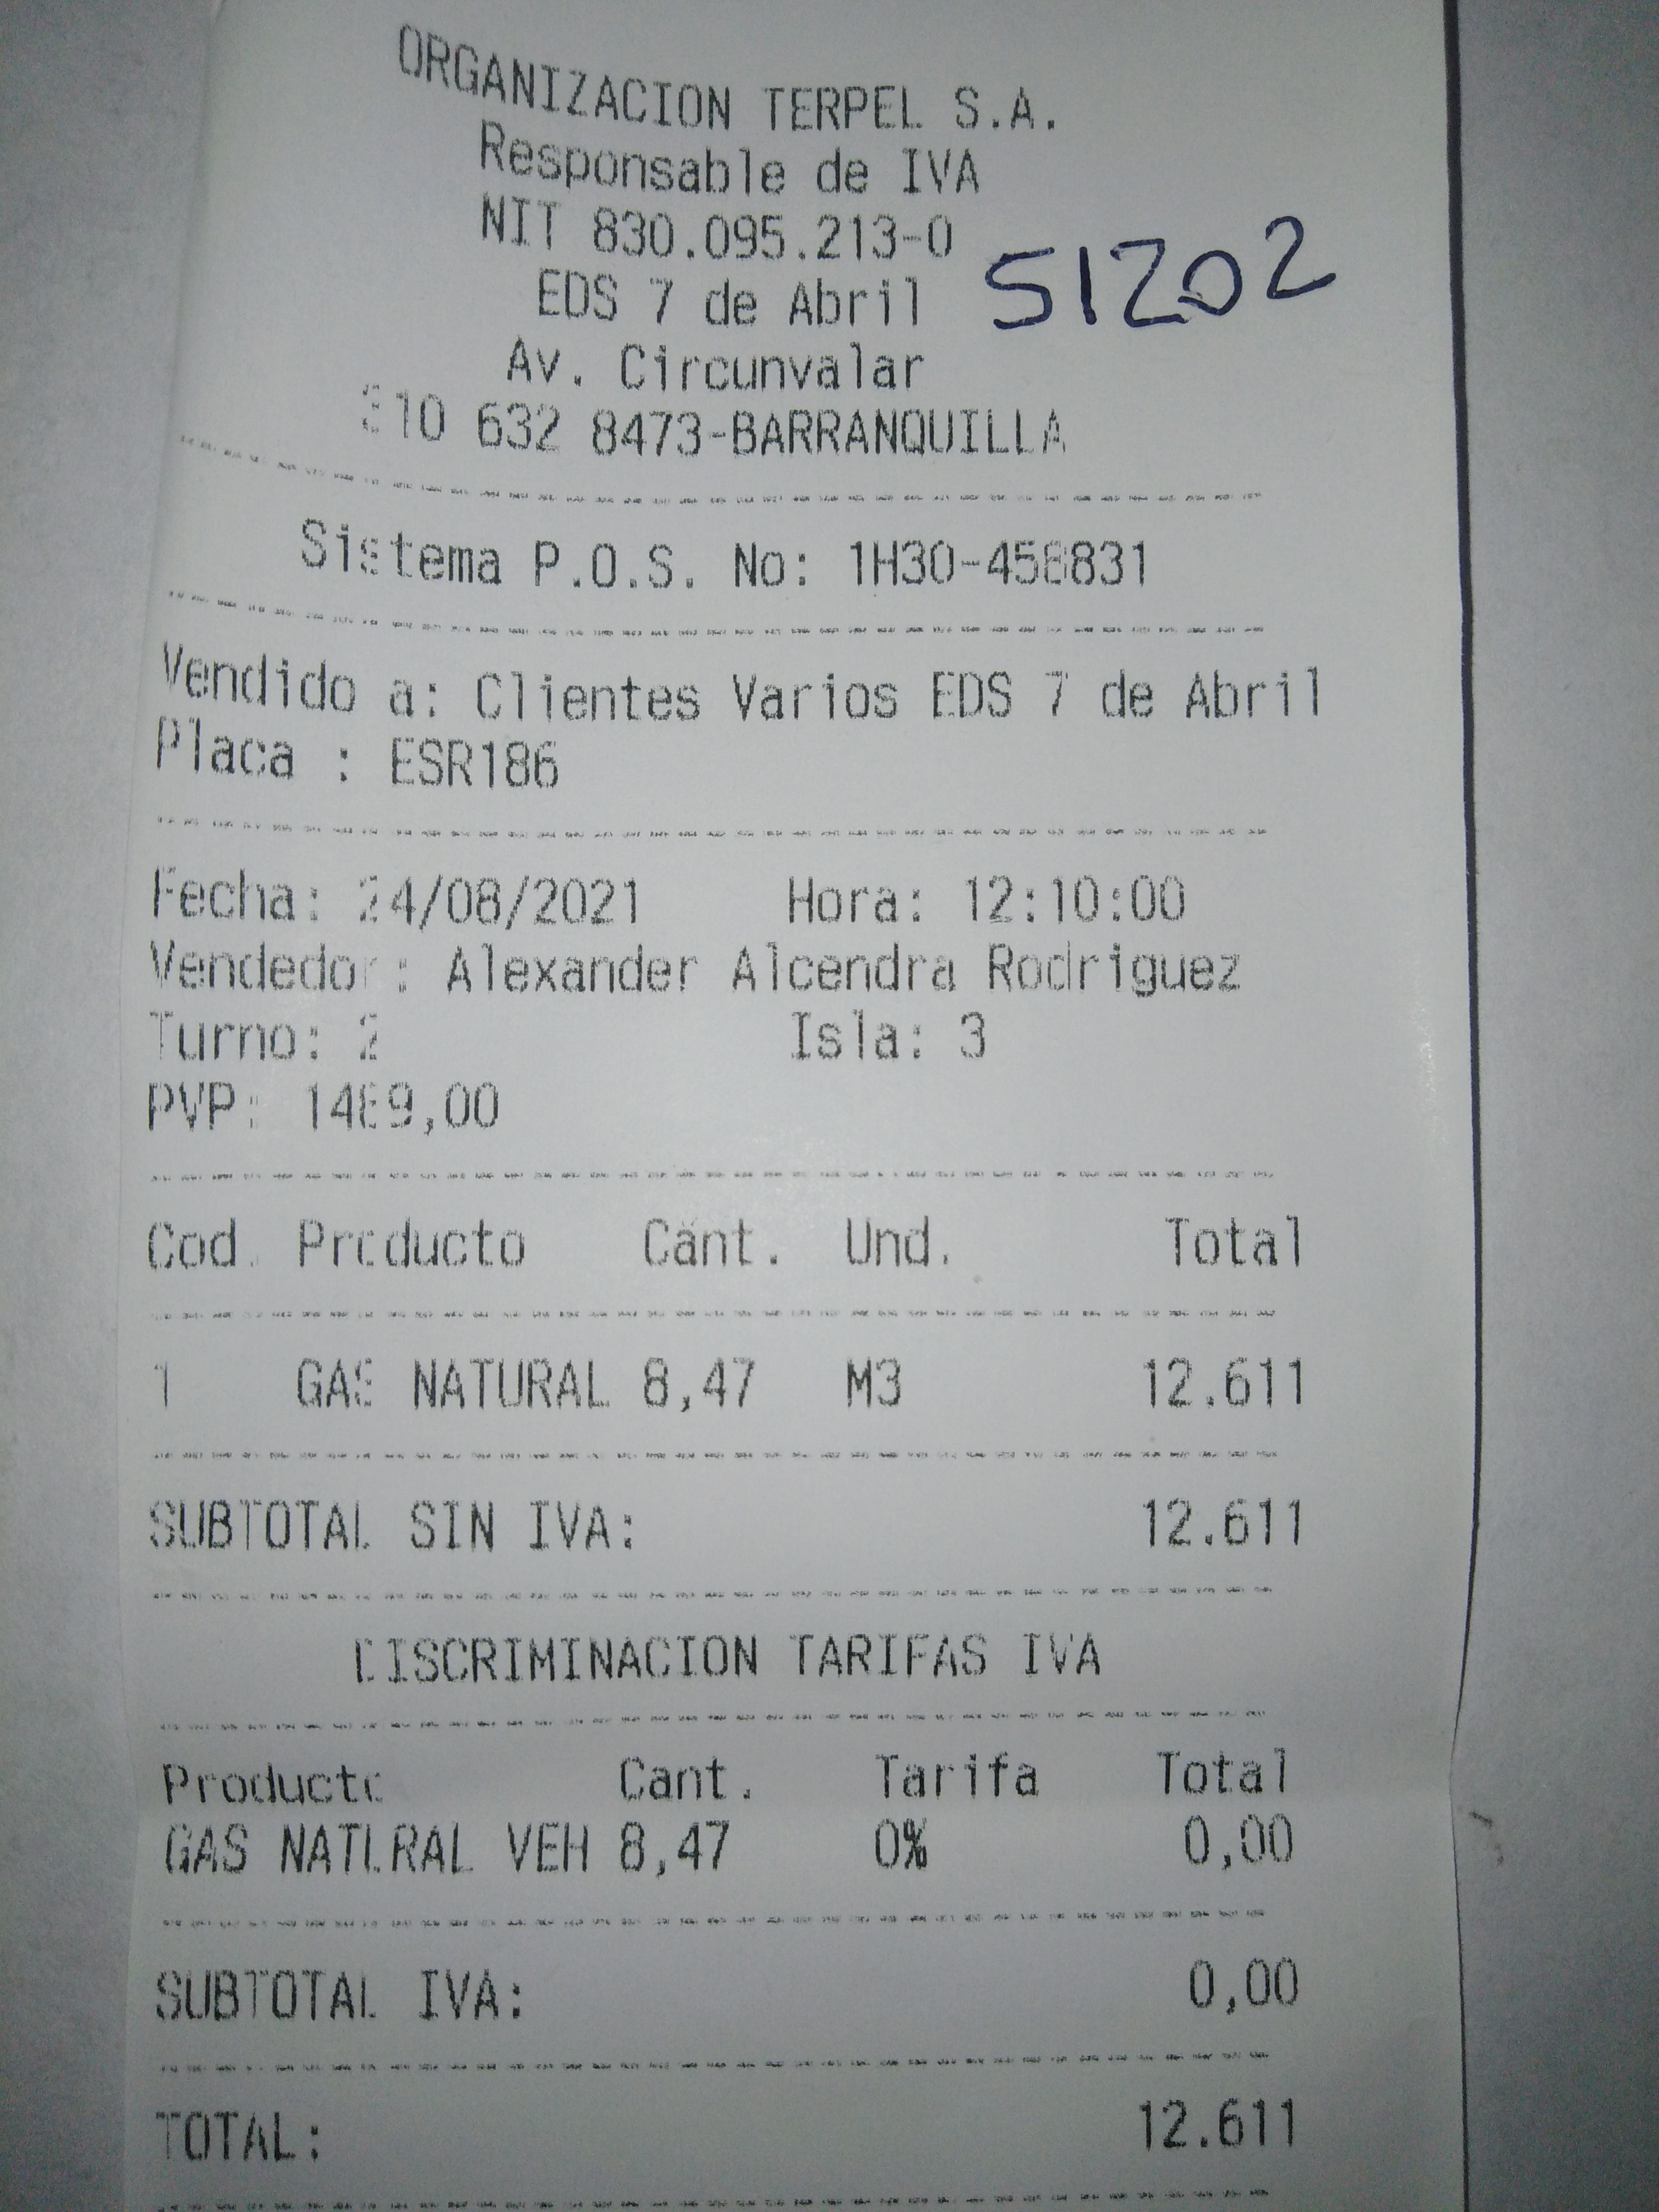 ORGANIZACION TERPEL S.A.
Responsable de IVA
NIT 830.095.213-0
EDS 7 de Abril
51202
Av. Circunvalar
310 632 8473-BARRANQUILLA
Sistema P.O.S. No: 1H30-458831
Vendido a: Clientes Varios EDS 7 de Abril
Placa : ESR186
Fecha: 24/08/2021 Hora: 12:10:00
Vendedor: Alexander Alcendra Rodriguez
Turno: 2 Isla: 3
PVP: 1489,00
Cod. Producto Cant. Und. Total
1 GAS NATURAL 8,47 M3 12.611
SUBTOTAL SIN IVA: 12.611
DISCRIMINACION TARIFAS IVA
Producto Cant. Tarifa Total
GAS NATURAL VEH 8,47 0% 0,00
SUBTOTAL IVA: 0,00
TOTAL: 12.611